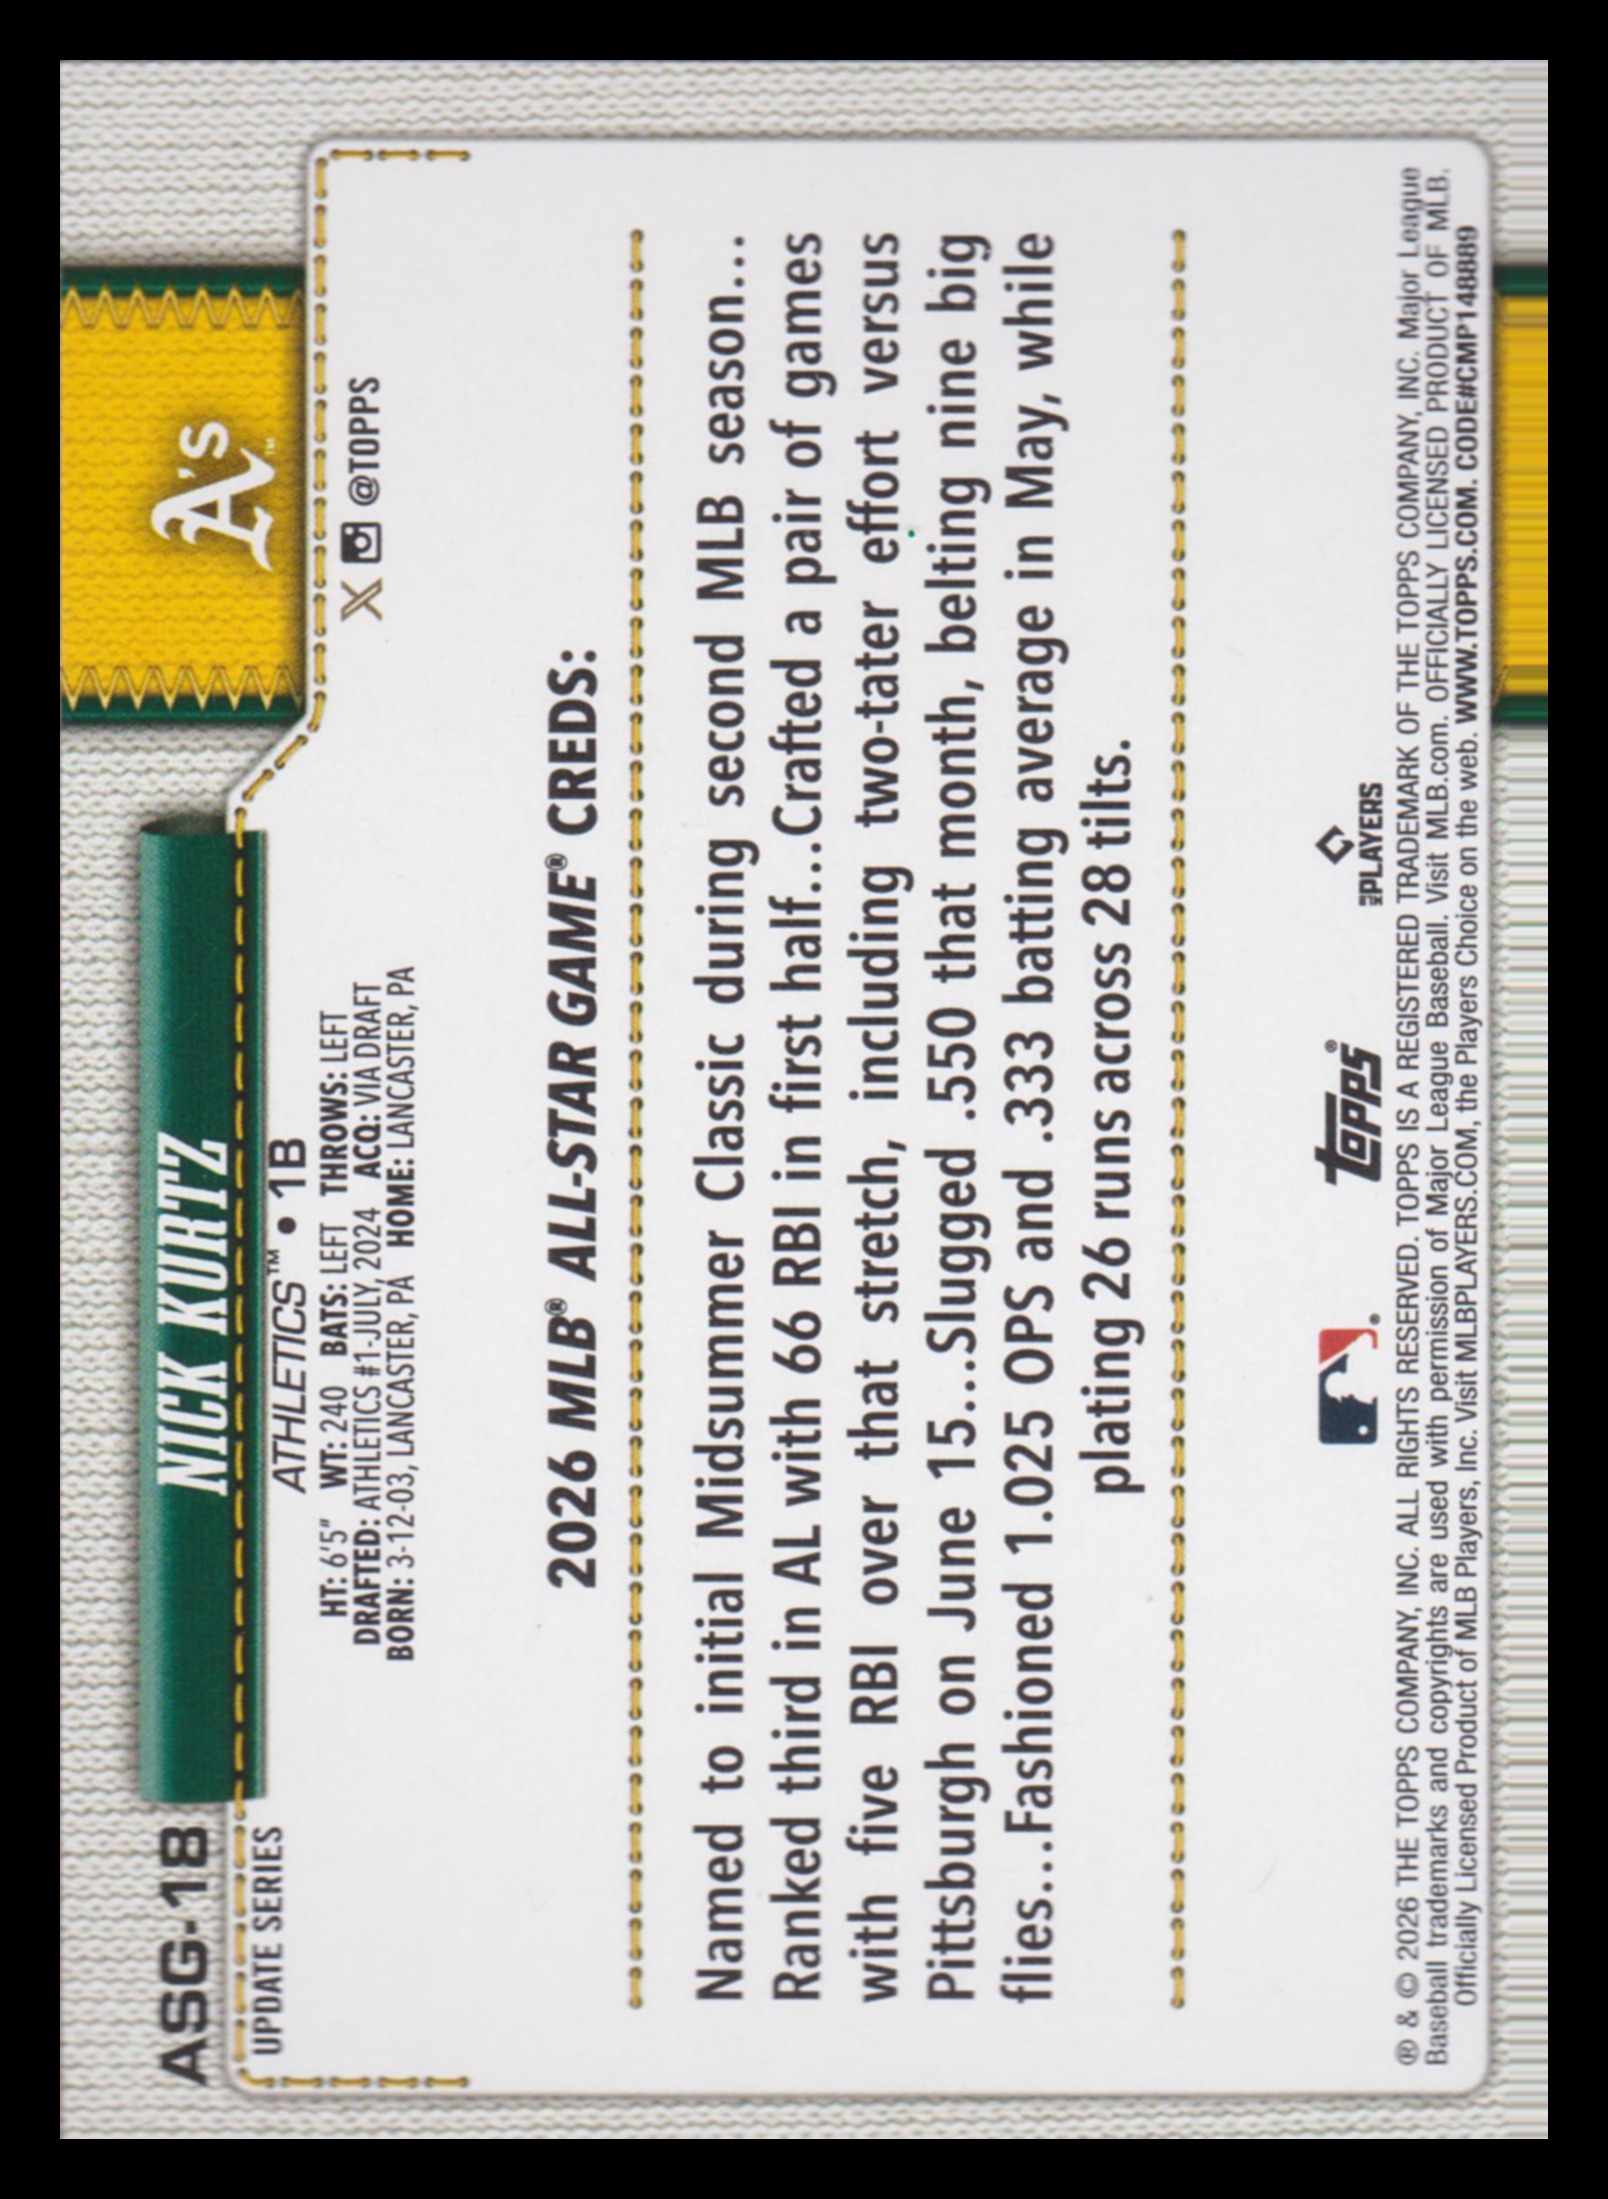 ASG-18
UPDATE SERIES
NICK KURTZ
A's™
ATHLETICS™ • 1B
HT: 6'5" WT: 240 BATS: LEFT THROWS: LEFT
DRAFTED: ATHLETICS #1-JULY, 2024 ACQ: VIA DRAFT
BORN: 3-12-03, LANCASTER, PA HOME: LANCASTER, PA
X @TOPPS
2026 MLB® ALL-STAR GAME® CREDS:
Named to initial Midsummer Classic during second MLB season...
Ranked third in AL with 66 RBI in first half...Crafted a pair of games
with five RBI over that stretch, including two-tater effort versus
Pittsburgh on June 15...Slugged .550 that month, belting nine big
flies...Fashioned 1.025 OPS and .333 batting average in May, while
plating 26 runs across 28 tilts.
topps®
MLB PLAYERS
® & © 2026 THE TOPPS COMPANY, INC. ALL RIGHTS RESERVED. TOPPS IS A REGISTERED TRADEMARK OF THE TOPPS COMPANY, INC. Major League
Baseball trademarks and copyrights are used with permission of Major League Baseball. Visit MLB.com. OFFICIALLY LICENSED PRODUCT OF MLB.
Officially Licensed Product of MLB Players, Inc. Visit MLBPLAYERS.COM, the Players Choice on the web. WWW.TOPPS.COM. CODE#CMP148889